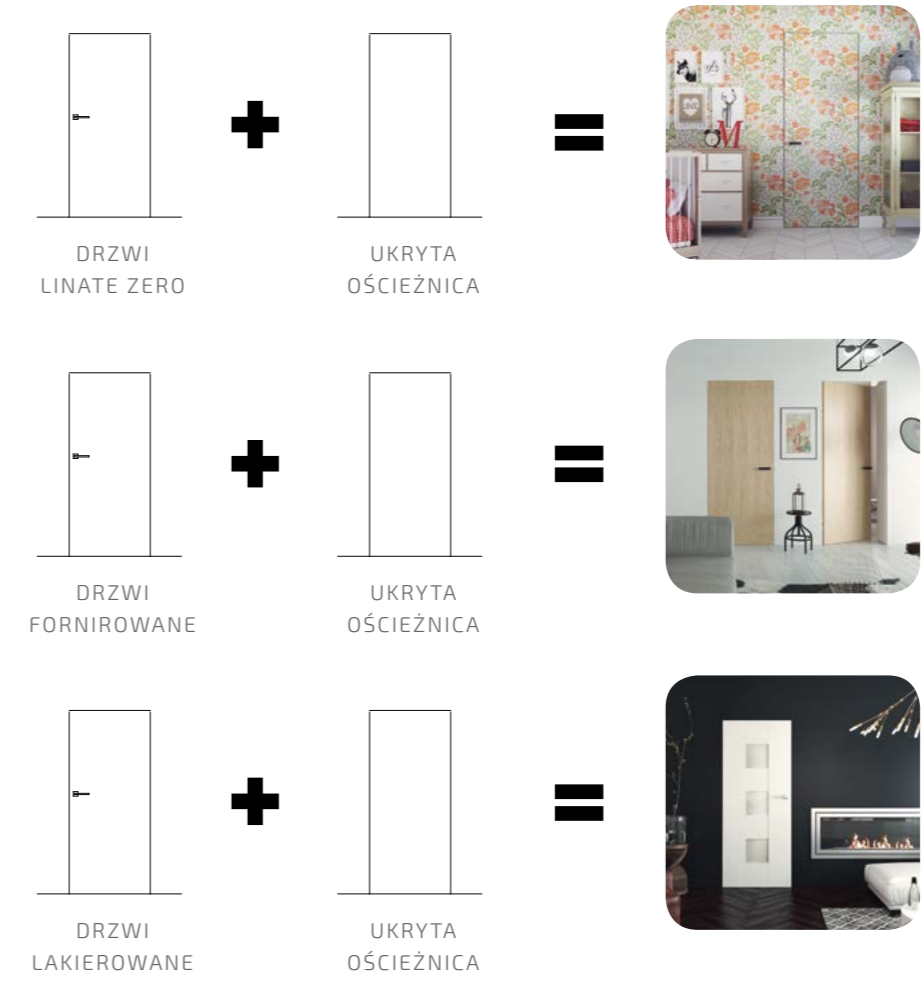 DRZWI
LINATE ZERO
UKRYTA
OŚCIEŻNICA
DRZWI
FORNIROWANE
UKRYTA
OŚCIEŻNICA
DRZWI
LAKIEROWANE
UKRYTA
OŚCIEŻNICA